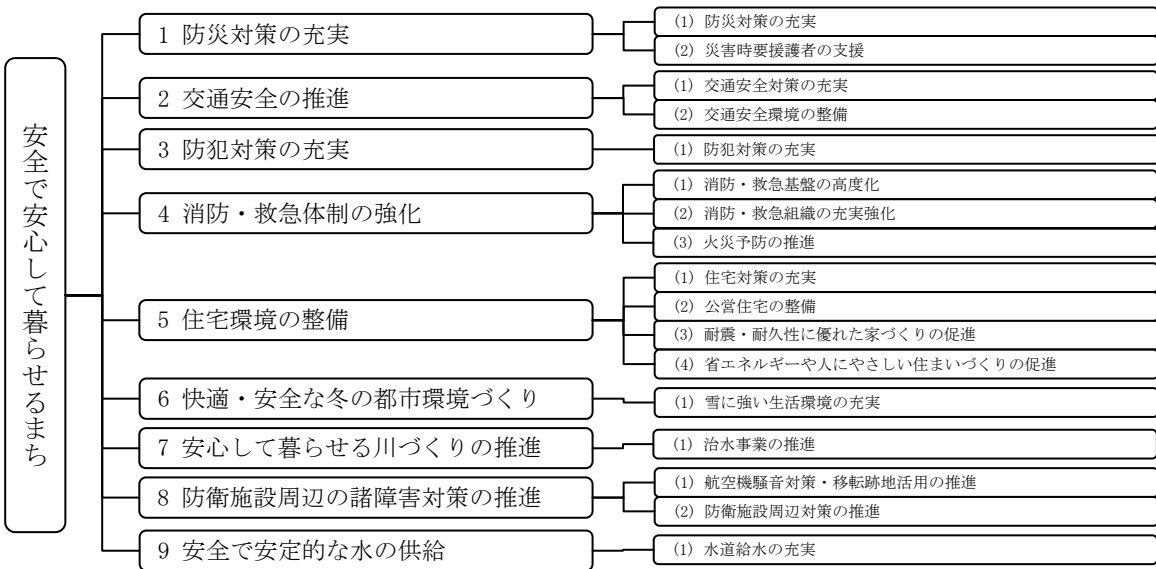 安全で安心して暮らせるまち
1 防災対策の充実
(1) 防災対策の充実
(2) 災害時要援護者の支援
2 交通安全の推進
(1) 交通安全対策の充実
(2) 交通安全環境の整備
3 防犯対策の充実
(1) 防犯対策の充実
4 消防・救急体制の強化
(1) 消防・救急基盤の高度化
(2) 消防・救急組織の充実強化
(3) 火災予防の推進
5 住宅環境の整備
(1) 住宅対策の充実
(2) 公営住宅の整備
(3) 耐震・耐久性に優れた家づくりの促進
(4) 省エネルギーや人にやさしい住まいづくりの促進
6 快適・安全な冬の都市環境づくり
(1) 雪に強い生活環境の充実
7 安心して暮らせる川づくりの推進
(1) 治水事業の推進
8 防衛施設周辺の諸障害対策の推進
(1) 航空機騒音対策・移転跡地活用の推進
(2) 防衛施設周辺対策の推進
9 安全で安定的な水の供給
(1) 水道給水の充実